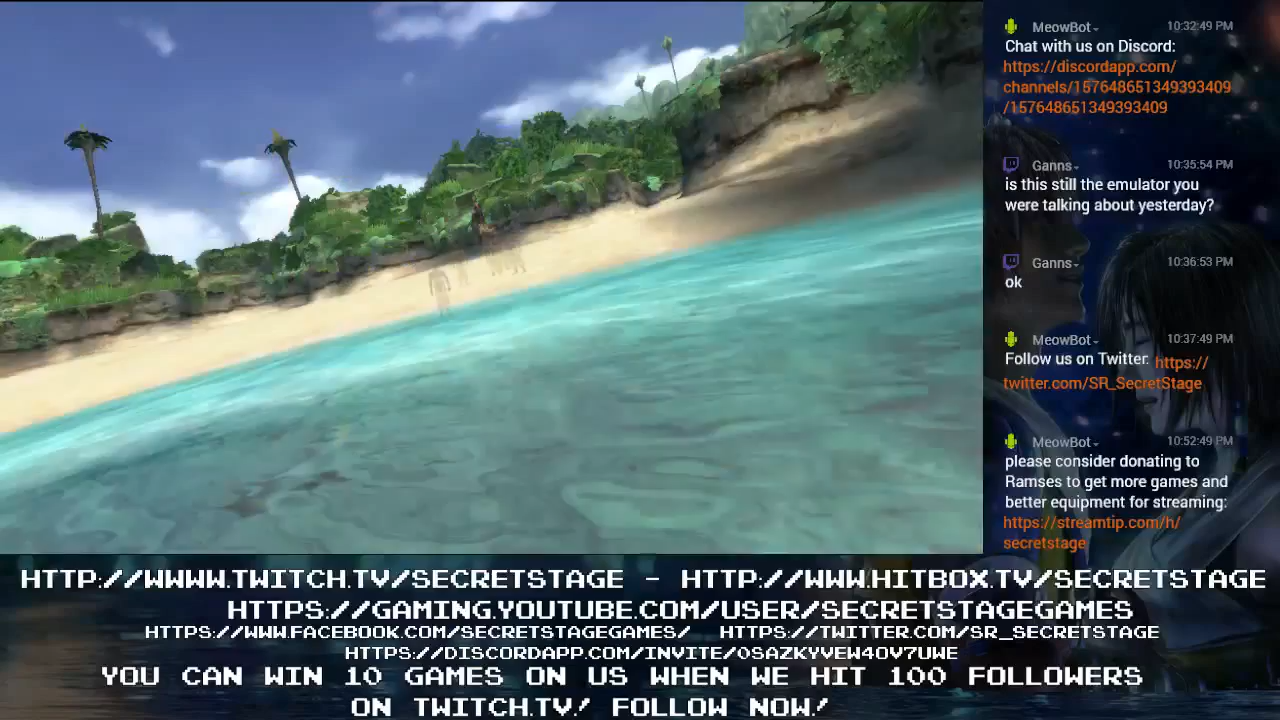 MeowBot 10:32:49 PM
Chat with us on Discord:
https://discordapp.com/
channels/157648651349393409
/157648651349393409
Ganns 10:35:54 PM
is this still the emulator you
were talking about yesterday?
Ganns 10:36:53 PM
ok
MeowBot 10:37:49 PM
Follow us on Twitter: https://
twitter.com/SR_SecretStage
MeowBot 10:52:49 PM
please consider donating to
Ramses to get more games and
better equipment for streaming:
https://streamtip.com/h/
secretstage
HTTP://WWWW.TWITCH.TV/SECRETSTAGE - HTTP://WWW.HITBOX.TV/SECRETSTAGE
HTTPS://GAMING.YOUTUBE.COM/USER/SECRETSTAGEGAMES
HTTPS://WWW.FACEBOOK.COM/SECRETSTAGEGAMES/ HTTPS://TWITTER.COM/SR_SECRETSTAGE
HTTPS://DISCORDAPP.COM/INVITE/0SAZKYVEW4OV7UWE
YOU CAN WIN 10 GAMES ON US WHEN WE HIT 100 FOLLOWERS
ON TWITCH.TV! FOLLOW NOW!